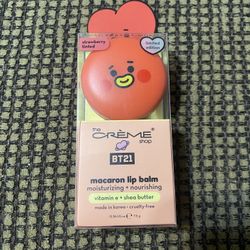 strawberry
tinted
limited
edition
the
CRÈME
shop
BT21
macaron lip balm
moisturizing + nourishing
vitamin e + shea butter
made in korea • cruelty-free